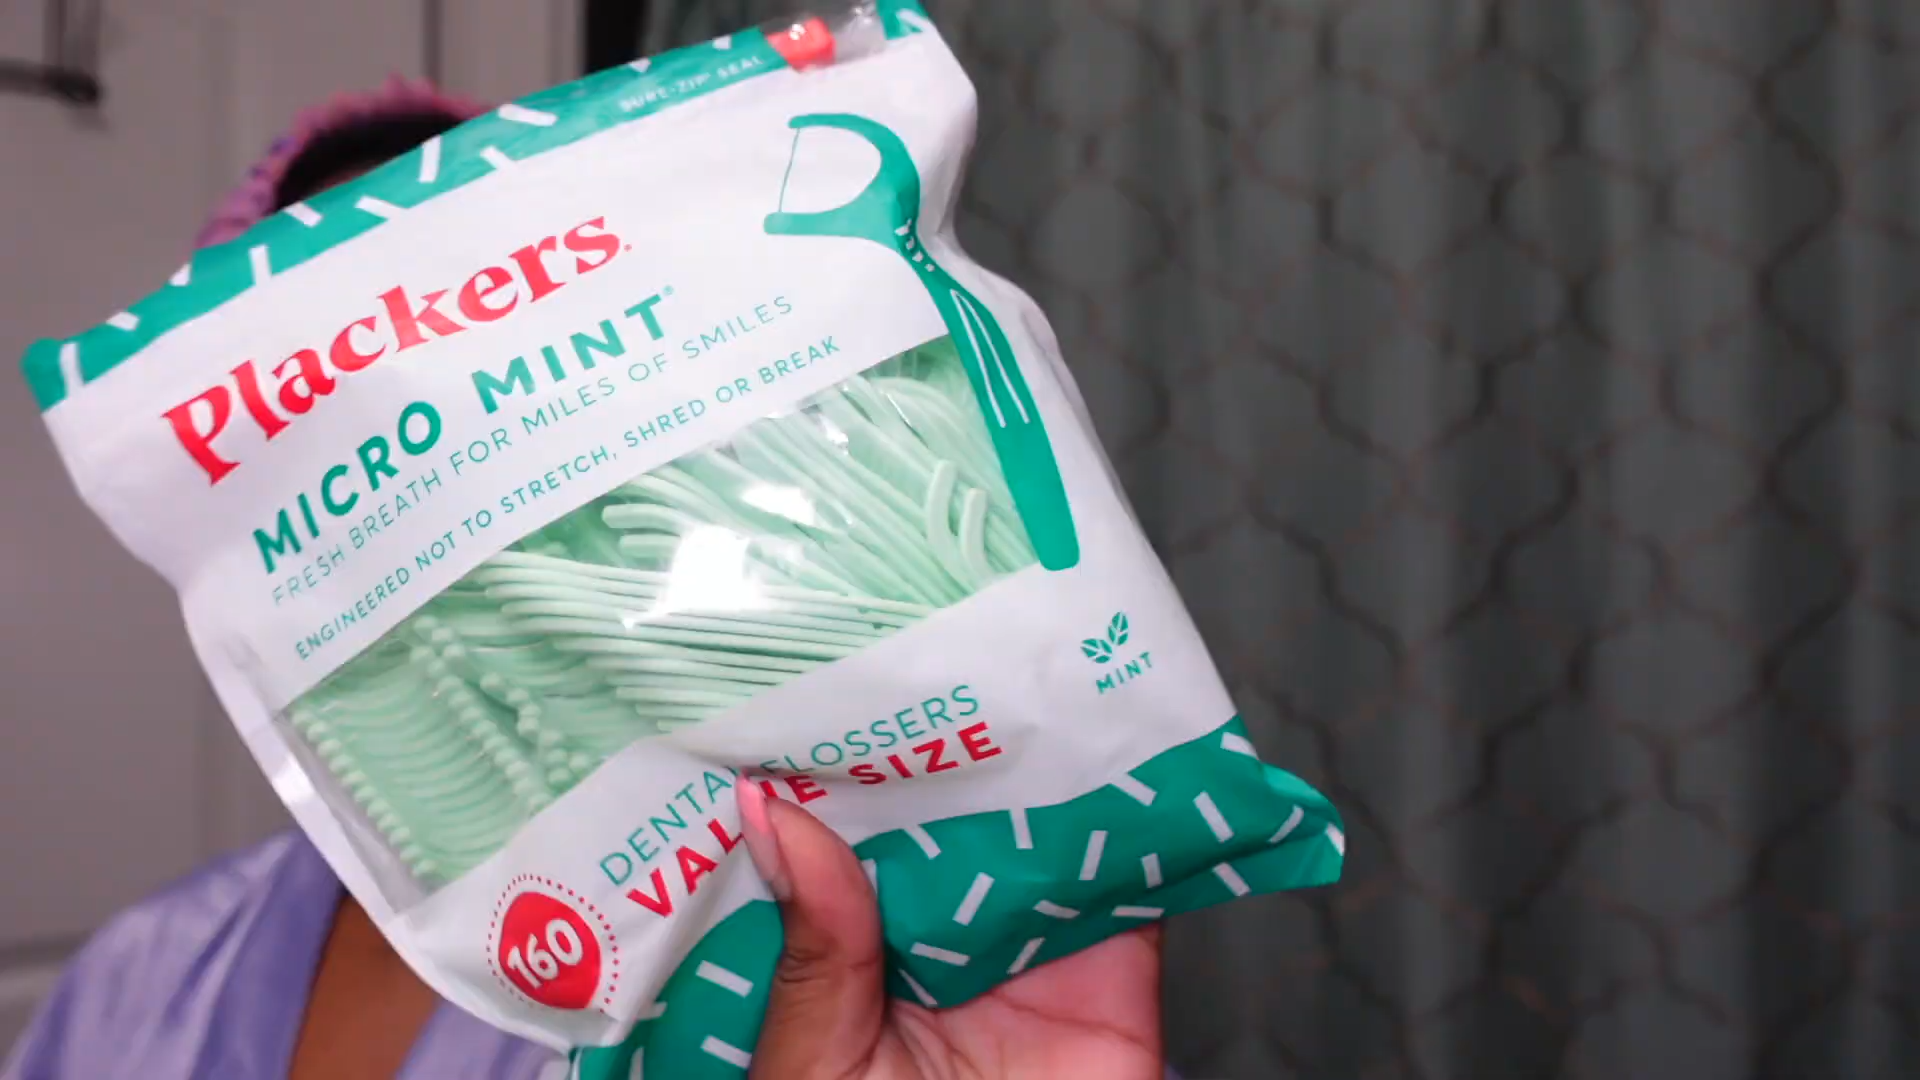 SURE-ZIP® SEAL
Plackers®
MICRO MINT®
FRESH BREATH FOR MILES OF SMILES
ENGINEERED NOT TO STRETCH, SHRED OR BREAK
MINT
DENTAL FLOSSERS
VALUE SIZE
160